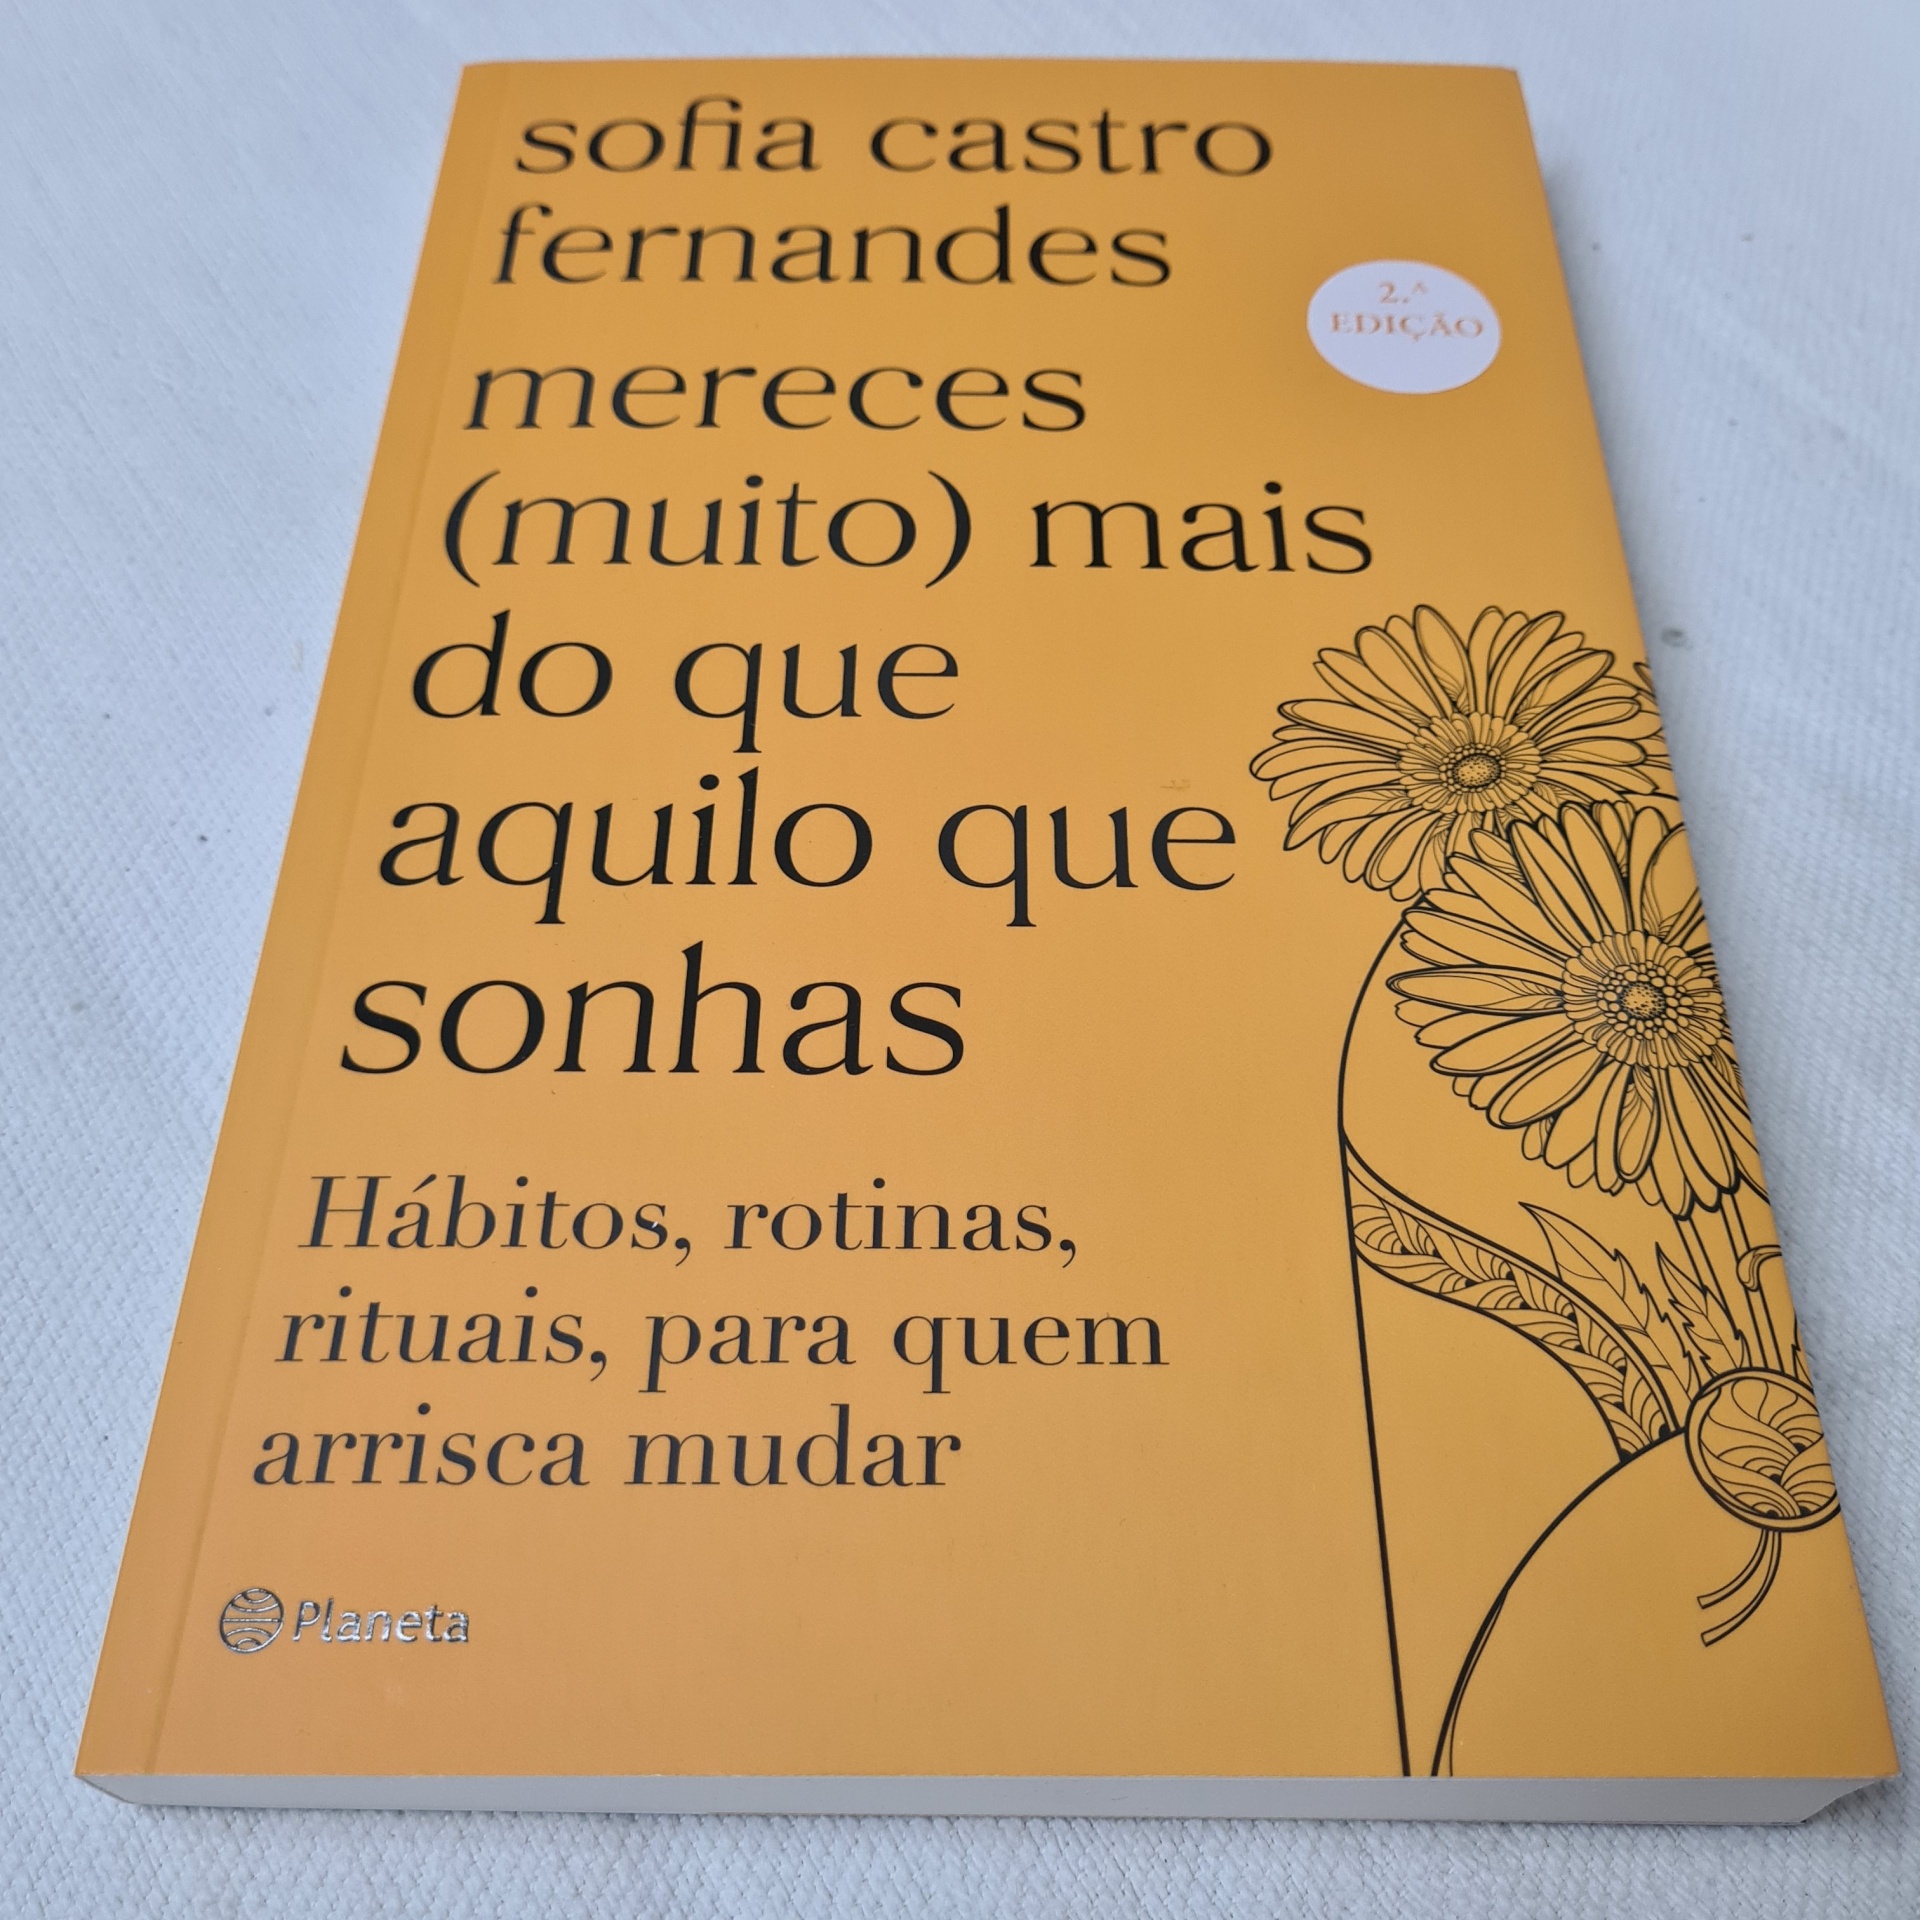 sofia castro
fernandes
2.ª
EDIÇÃO
mereces
(muito) mais
do que
aquilo que
sonhas
Hábitos, rotinas,
rituais, para quem
arrisca mudar
Planeta